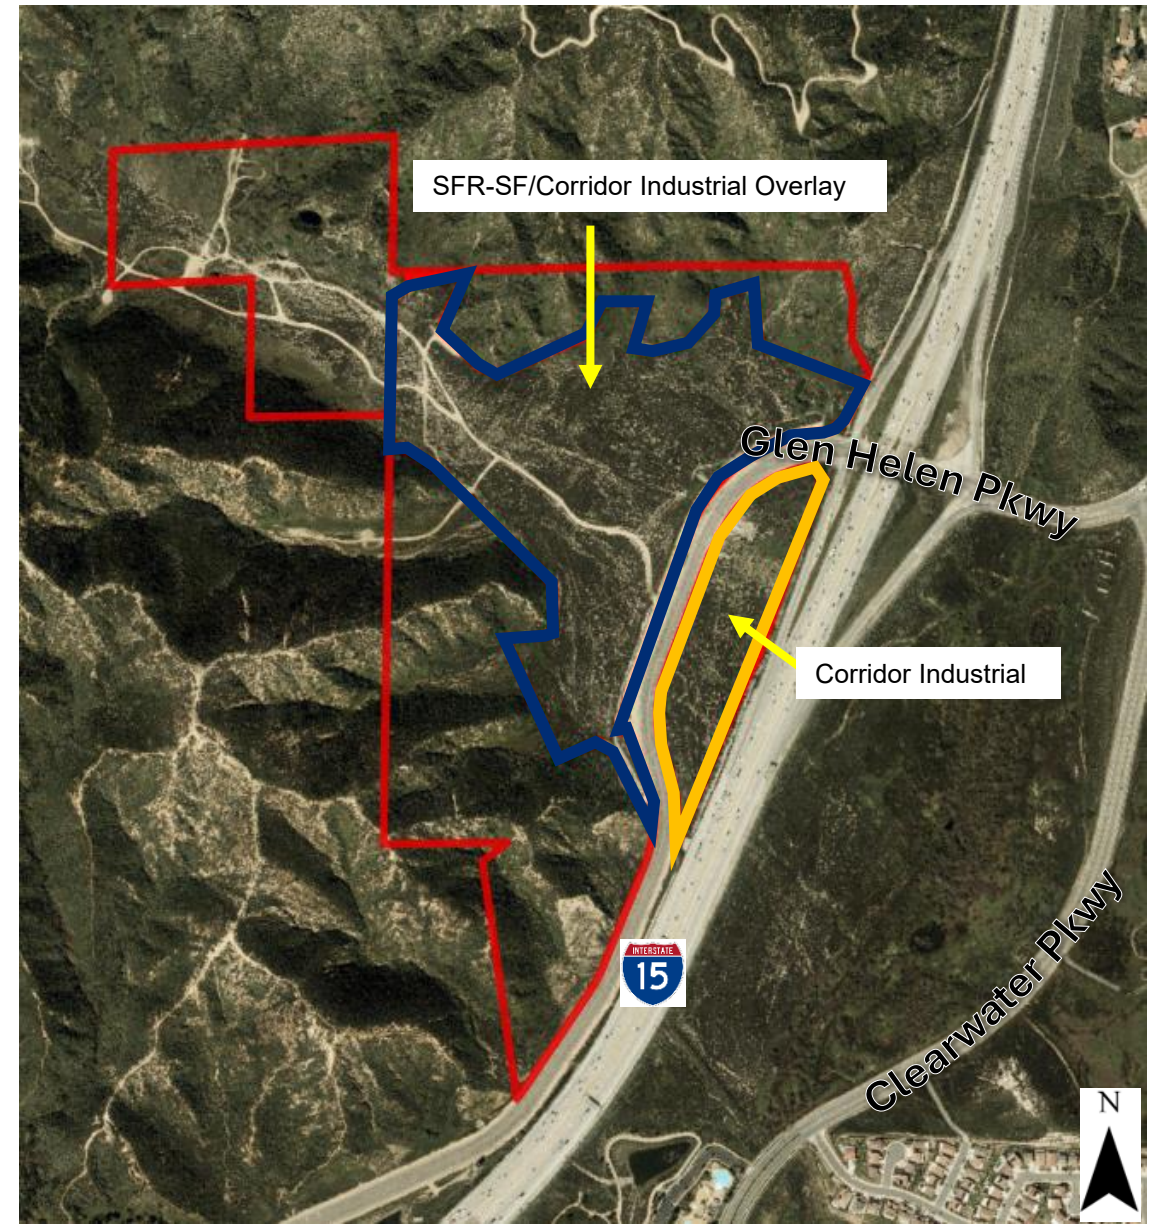 SFR-SF/Corridor Industrial Overlay
Glen Helen Pkwy
Corridor Industrial
INTERSTATE
15
Clearwater Pkwy
N